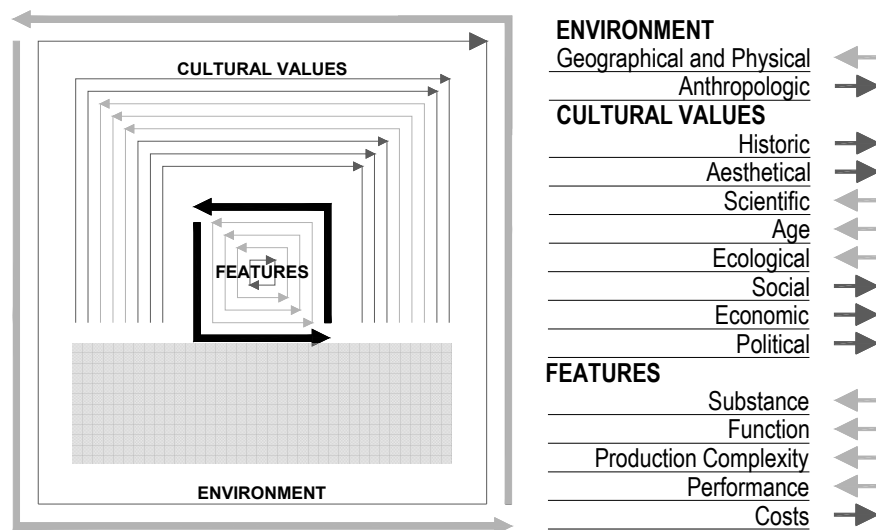 CULTURAL VALUES
FEATURES
ENVIRONMENT
ENVIRONMENT
Geographical and Physical
Anthropologic
CULTURAL VALUES
Historic
Aesthetical
Scientific
Age
Ecological
Social
Economic
Political
FEATURES
Substance
Function
Production Complexity
Performance
Costs